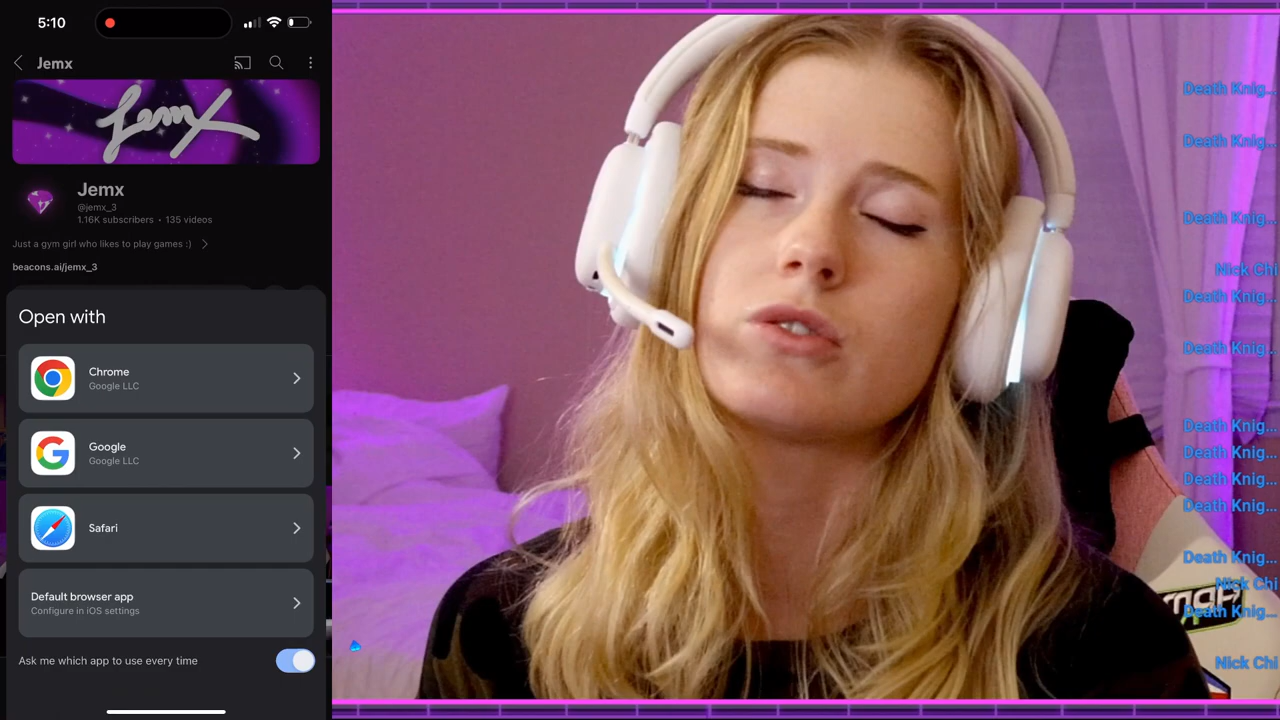 5:10
Jemx
Jemx
Jemx
@jemx_3
1.16K subscribers • 135 videos
Just a gym girl who likes to play games :)
beacons.ai/jemx_3
Open with
Chrome
Google LLC
Google
Google LLC
Safari
Default browser app
Configure in iOS settings
Ask me which app to use every time
Death Knig...
Death Knig...
Death Knig...
Nick Chi
Death Knig...
Death Knig...
Death Knig...
Death Knig...
Death Knig...
Death Knig...
Death Knig...
Nick Chi
Death Knig...
Nick Chi